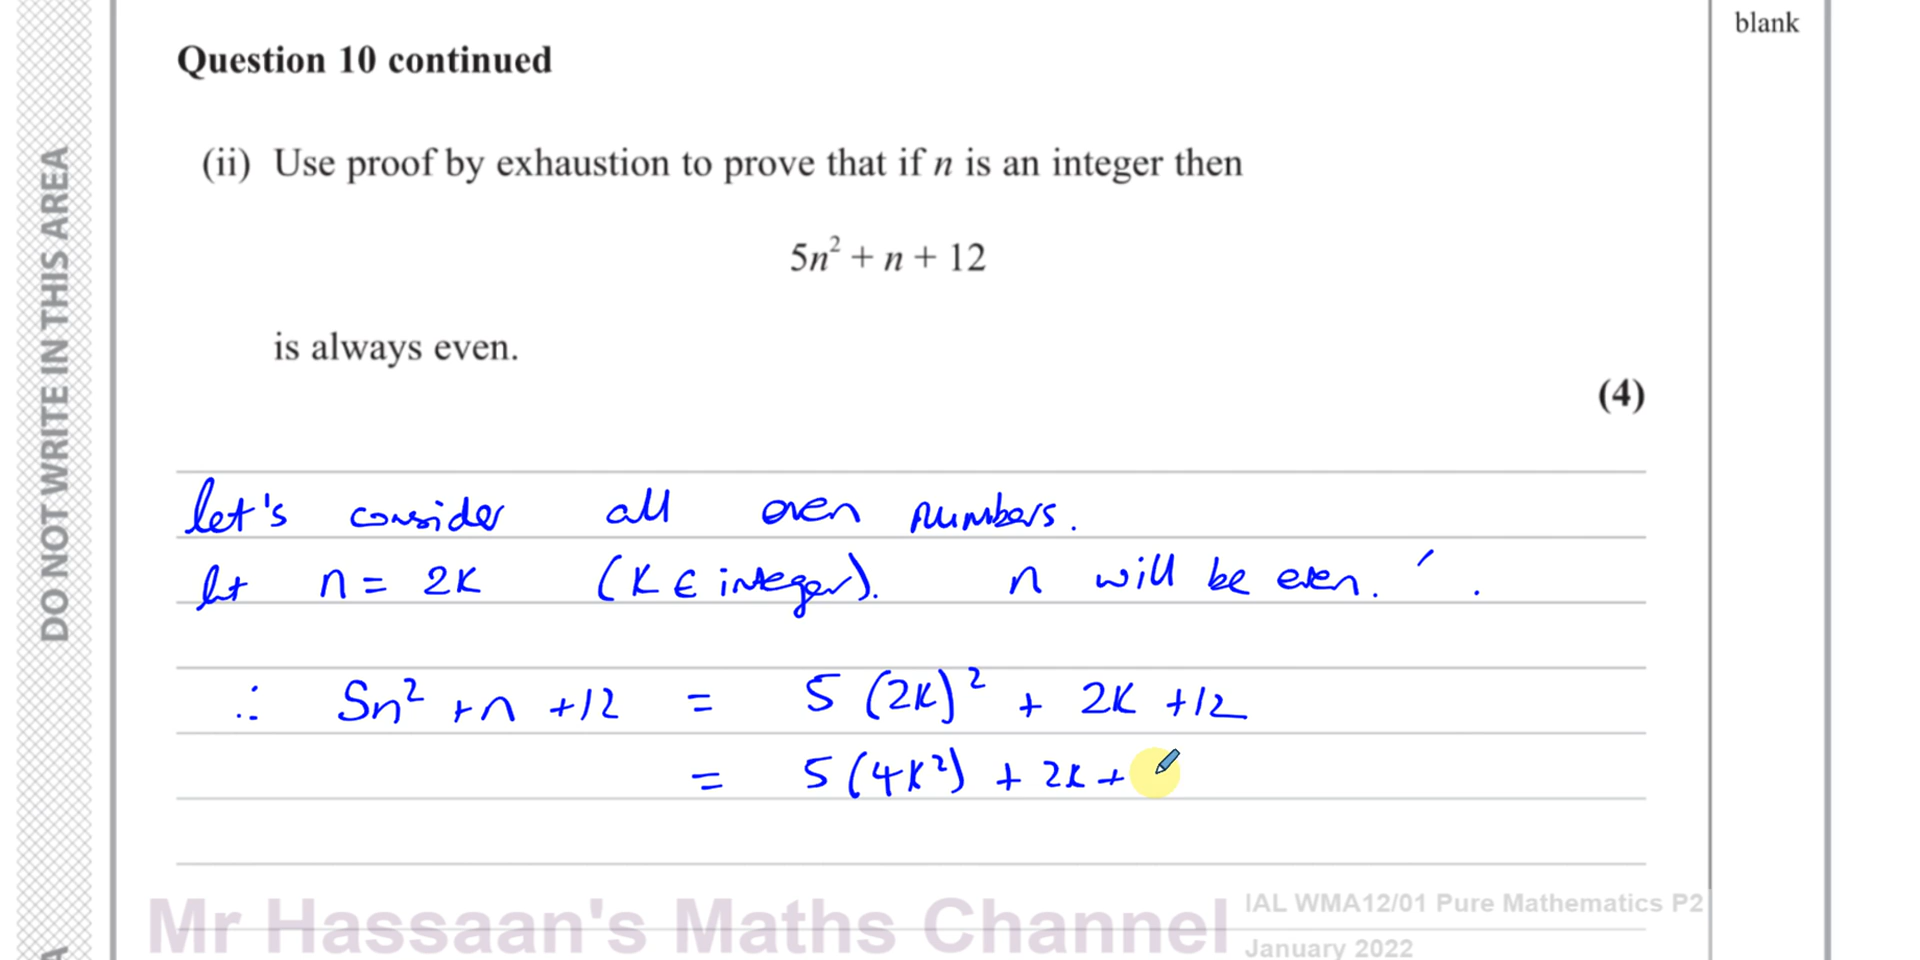 blank
Question 10 continued
(ii) Use proof by exhaustion to prove that if n is an integer then
5n² + n + 12
is always even.
(4)
let's consider all even numbers.
let n = 2K (K ∈ integer). n will be even.
∴ 5n² + n + 12 = 5(2K)² + 2K + 12
= 5(4K²) + 2K +
DO NOT WRITE IN THIS AREA
Mr Hassaan's Maths Channel
IAL WMA12/01 Pure Mathematics P2
January 2022